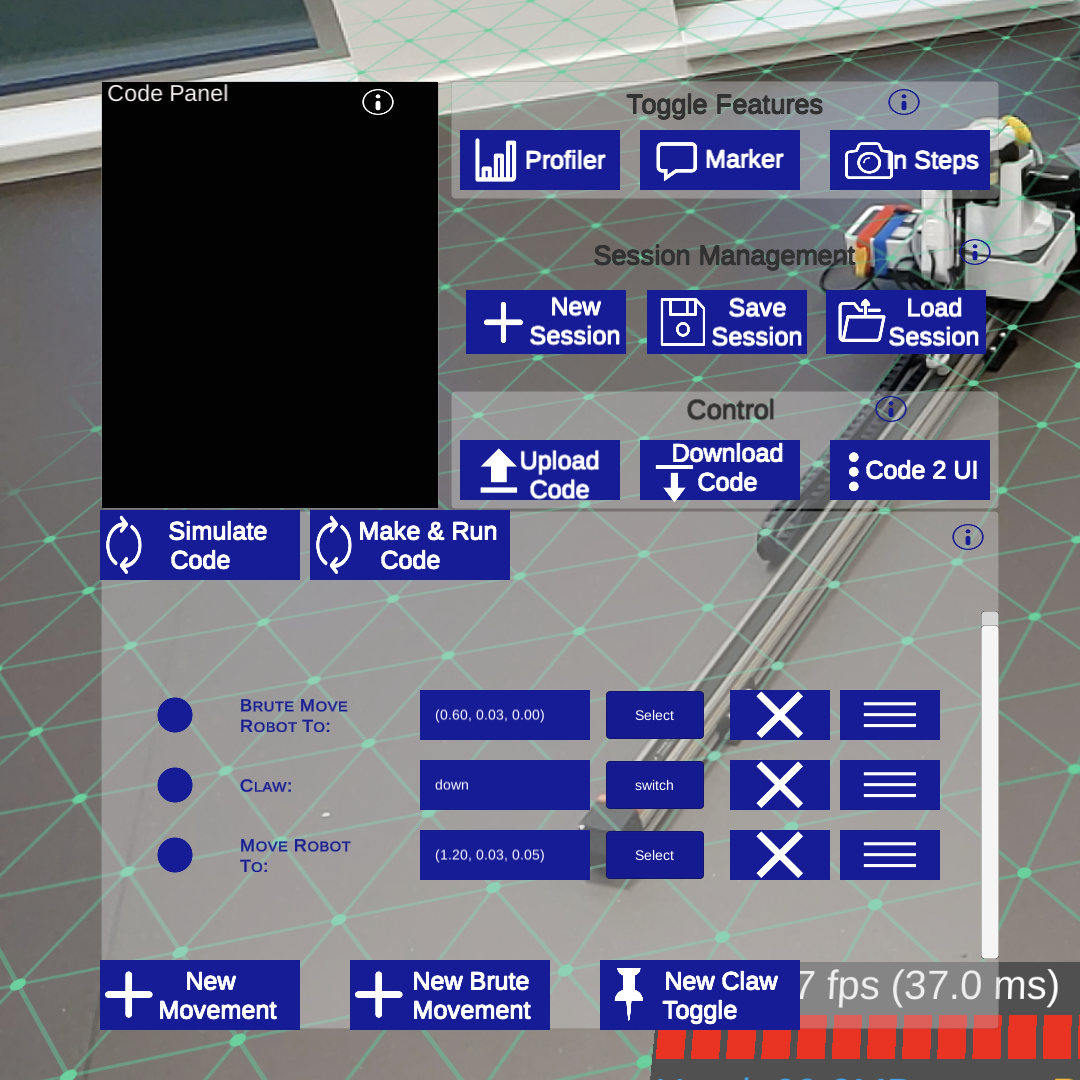 Code Panel
Toggle Features
Profiler
Marker
In Steps
Session Management
New
Session
Save
Session
Load
Session
Control
Upload
Code
Download
Code
Code 2 UI
Simulate
Code
Make & Run
Code
BRUTE MOVE
ROBOT TO:
(0.60, 0.03, 0.00)
Select
CLAW:
down
switch
MOVE ROBOT
TO:
(1.20, 0.03, 0.05)
Select
New
Movement
New Brute
Movement
New Claw
Toggle
7 fps (37.0 ms)